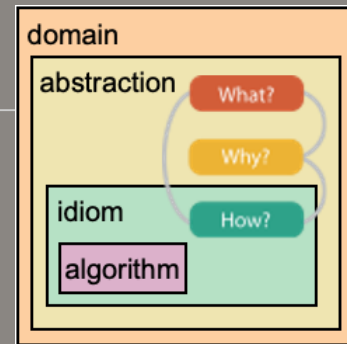 domain
abstraction
What?
Why?
idiom
How?
algorithm